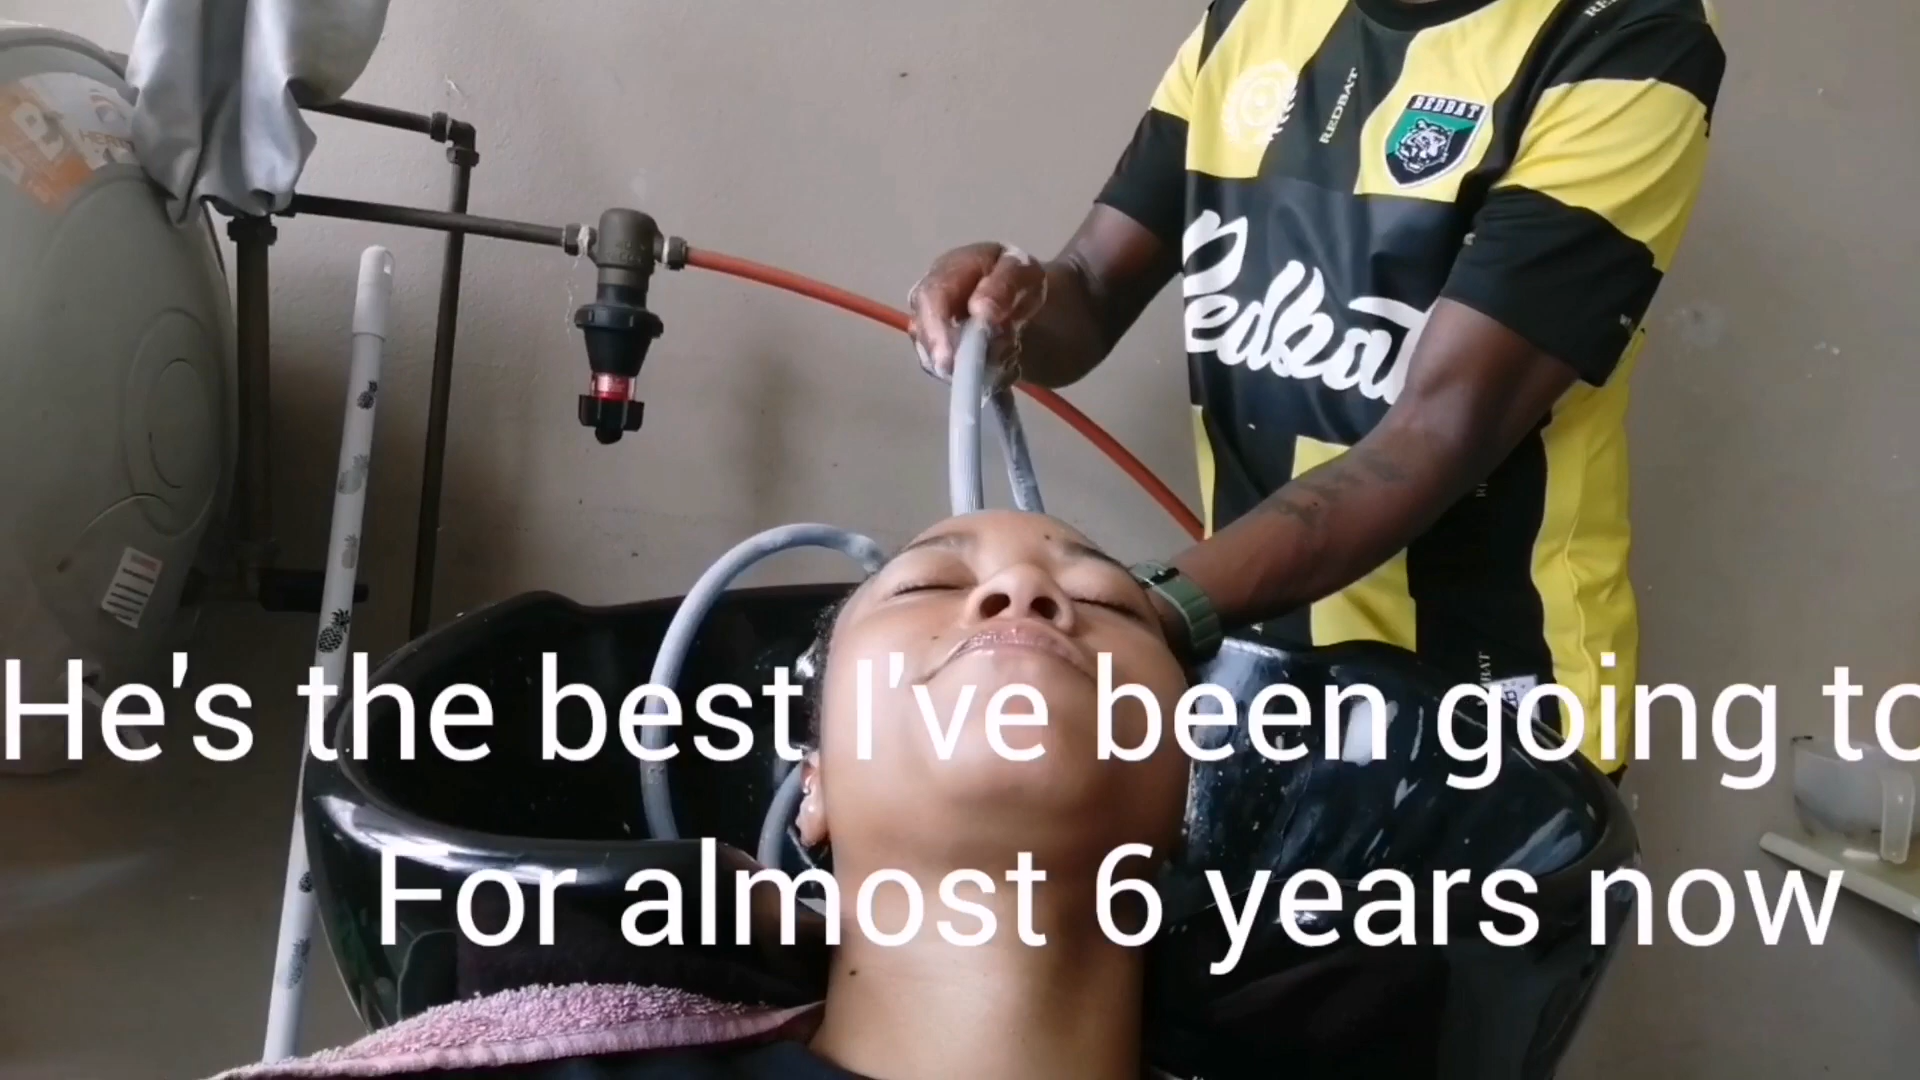 REDBAT
REDBAT
Redbat
He's the best I've been going to
For almost 6 years now